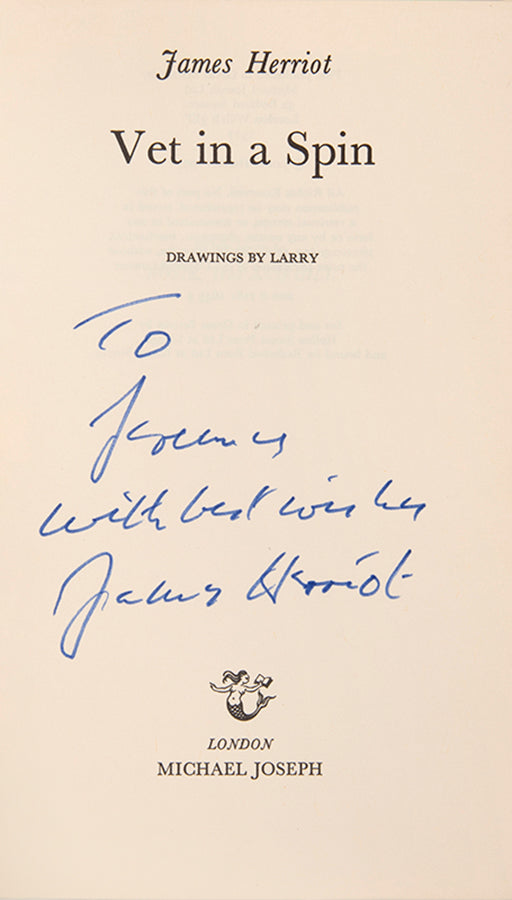 James Herriot
Vet in a Spin
DRAWINGS BY LARRY
To
with best wishes
James Herriot
LONDON
MICHAEL JOSEPH